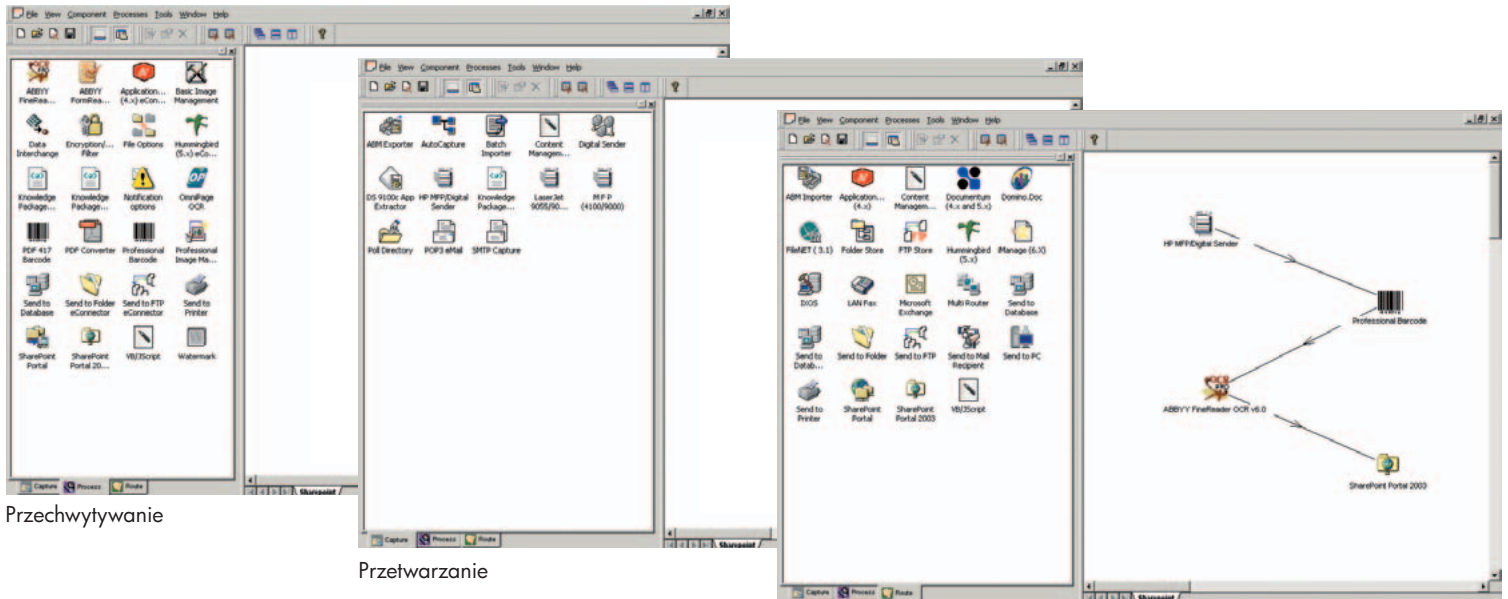 File View Component Processes Tools Window Help
ABBYY FineRea...
ABBYY FormRea...
Application... (4.x) eCon...
Basic Image Management
Data Interchange
Encryption/... Filter
File Options
Hummingbird (5.x) eCo...
Knowledge Package...
Knowledge Package...
Notification options
OmniPage OCR
PDF 417 Barcode
PDF Converter
Professional Barcode
Professional Image Ma...
Send to Database
Send to Folder eConnector
Send to FTP eConnector
Send to Printer
SharePoint Portal
SharePoint Portal 20...
VB/JScript
Watermark
Capture Process Route
Sharepoint
Przechwytywanie
File View Component Processes Tools Window Help
ABM Exporter
AutoCapture
Batch Importer
Content Managem...
Digital Sender
DS 9100c App Extractor
HP MFP/Digital Sender
Knowledge Package...
LaserJet 9055/90...
MFP (4100/9000)
Poll Directory
POP3 eMail
SMTP Capture
Capture Process Route
Sharepoint
Przetwarzanie
File View Component Processes Tools Window Help
ABM Importer
Application... (4.x)
Content Managem...
Documentum (4.x and 5.x)
Domino.Doc
FileNET ( 3.1)
Folder Store
FTP Store
Hummingbird (5.x)
iManage (6.X)
IXOS
LAN Fax
Microsoft Exchange
Multi Router
Send to Database
Send to Datab...
Send to Folder
Send to FTP
Send to Mail Recipient
Send to PC
Send to Printer
SharePoint Portal
SharePoint Portal 2003
VB/JScript
HP MFP/Digital Sender
Professional Barcode
ABBYY FineReader OCR v6.0
SharePoint Portal 2003
Capture Process Route
Sharepoint